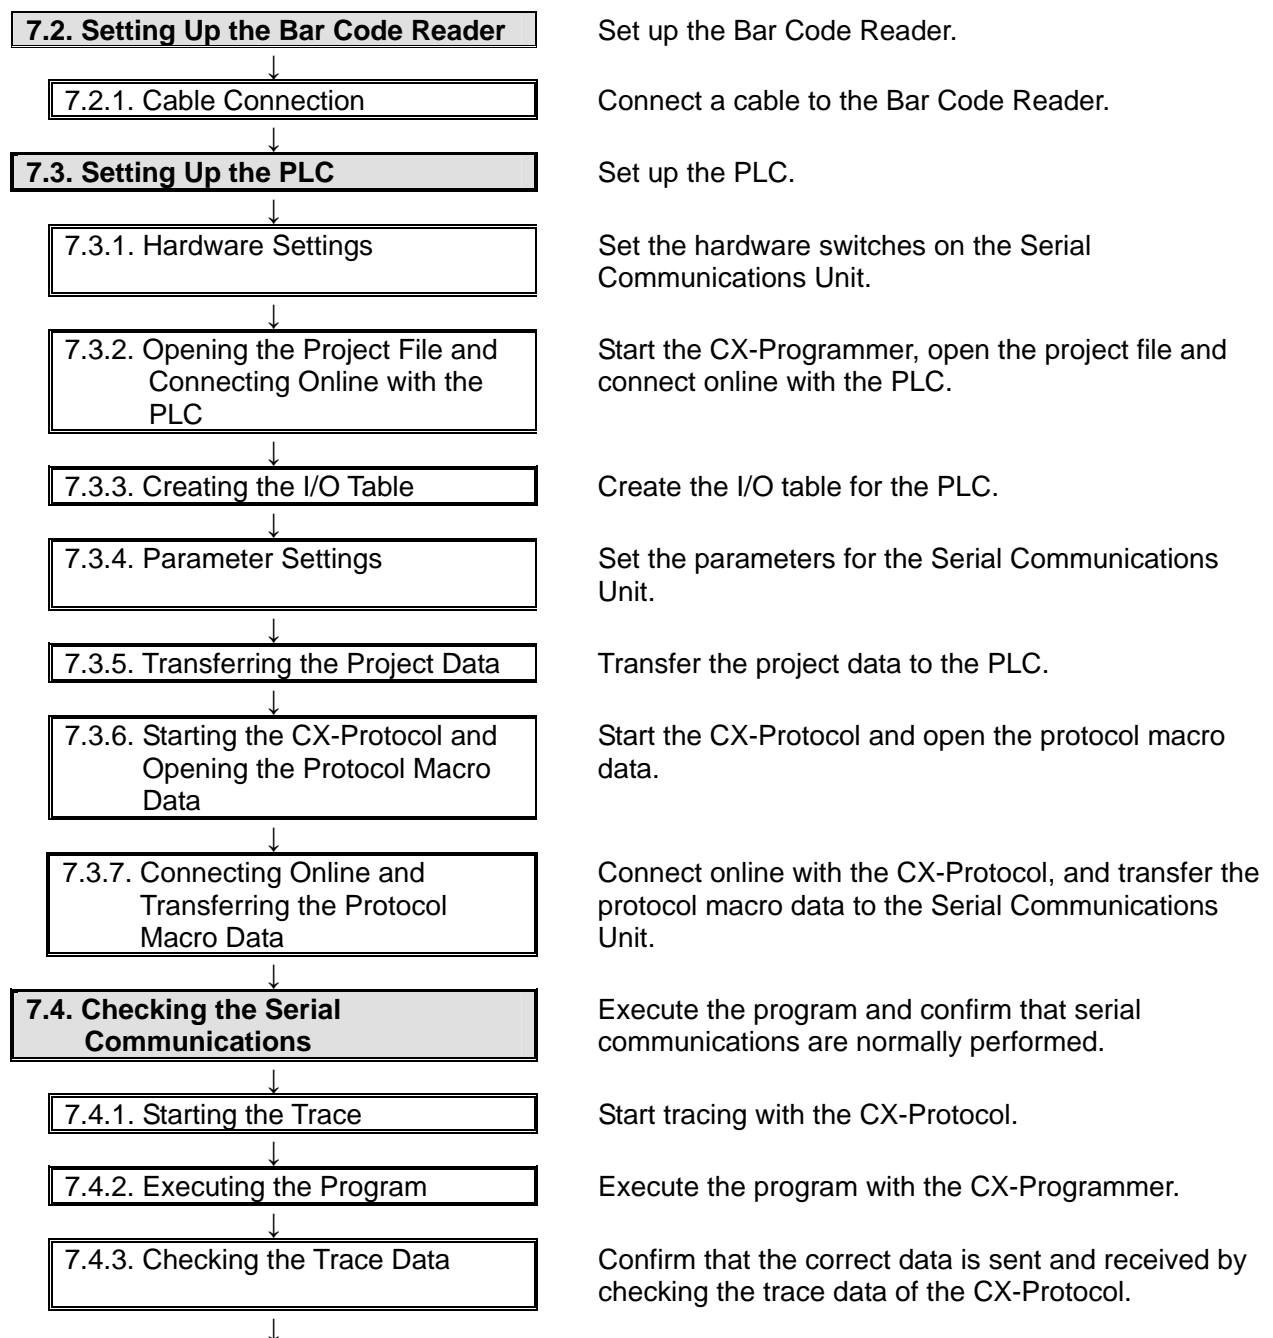 7.2. Setting Up the Bar Code Reader
Set up the Bar Code Reader.
↓
7.2.1. Cable Connection
Connect a cable to the Bar Code Reader.
↓
7.3. Setting Up the PLC
Set up the PLC.
↓
7.3.1. Hardware Settings
Set the hardware switches on the Serial
Communications Unit.
↓
7.3.2. Opening the Project File and
Connecting Online with the
PLC
Start the CX-Programmer, open the project file and
connect online with the PLC.
↓
7.3.3. Creating the I/O Table
Create the I/O table for the PLC.
↓
7.3.4. Parameter Settings
Set the parameters for the Serial Communications
Unit.
↓
7.3.5. Transferring the Project Data
Transfer the project data to the PLC.
↓
7.3.6. Starting the CX-Protocol and
Opening the Protocol Macro
Data
Start the CX-Protocol and open the protocol macro
data.
↓
7.3.7. Connecting Online and
Transferring the Protocol
Macro Data
Connect online with the CX-Protocol, and transfer the
protocol macro data to the Serial Communications
Unit.
↓
7.4. Checking the Serial
Communications
Execute the program and confirm that serial
communications are normally performed.
↓
7.4.1. Starting the Trace
Start tracing with the CX-Protocol.
↓
7.4.2. Executing the Program
Execute the program with the CX-Programmer.
↓
7.4.3. Checking the Trace Data
Confirm that the correct data is sent and received by
checking the trace data of the CX-Protocol.
↓